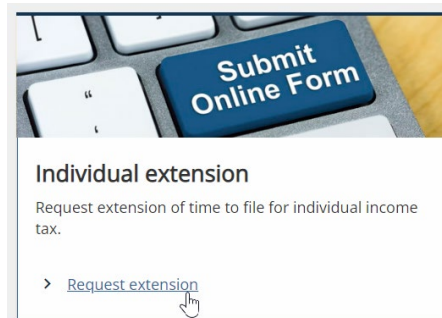 [
“
‘
Submit
Online Form
Individual extension
Request extension of time to file for individual income
tax.
> Request extension